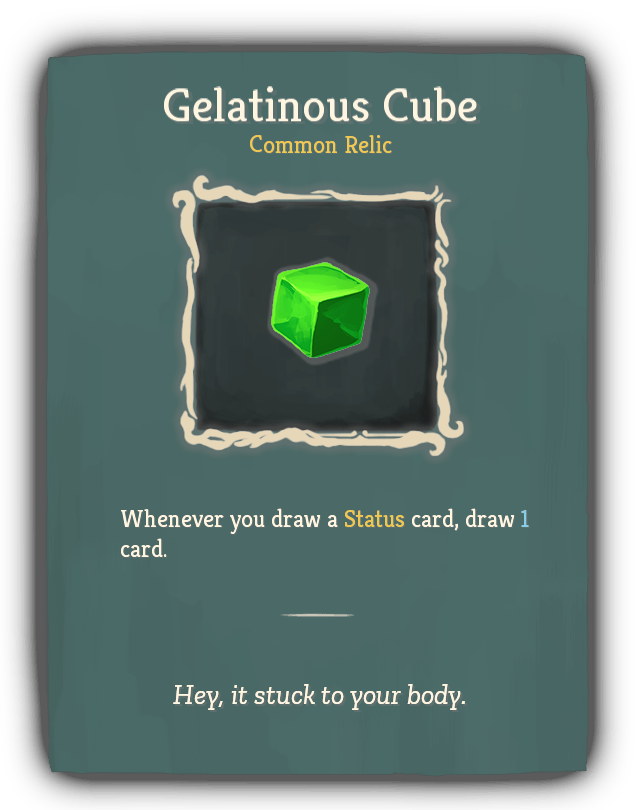 Gelatinous Cube
Common Relic
Whenever you draw a Status card, draw 1
card.
Hey, it stuck to your body.